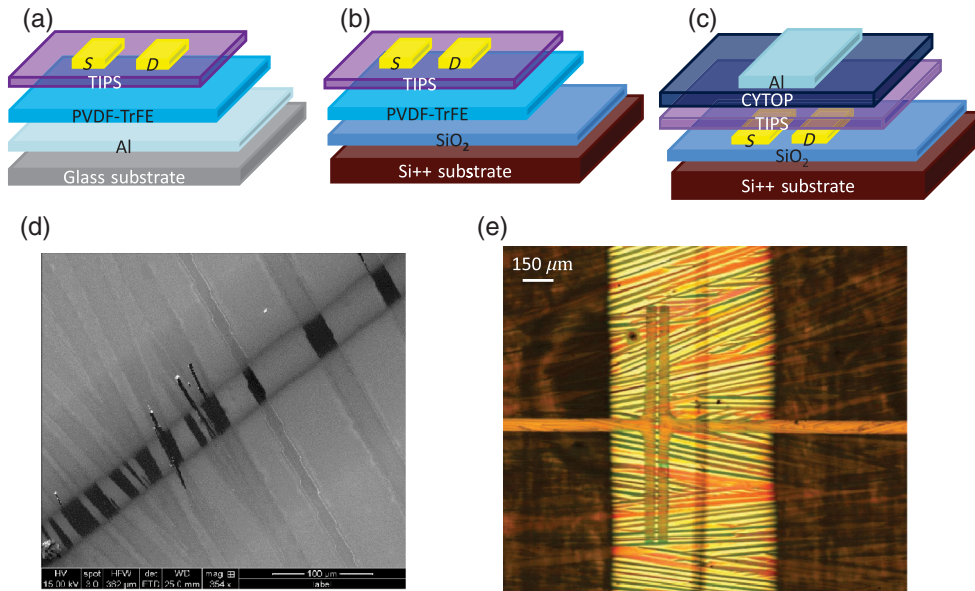 (a)
S D
TIPS
PVDF-TrFE
Al
Glass substrate
(b)
S D
TIPS
PVDF-TrFE
SiO₂
Si++ substrate
(c)
Al
CYTOP
TIPS
S D
SiO₂
Si++ substrate
(d)
HV spot HFW det WD mag ⊞
15.00 kV 3.0 362 µm ETD 25.0 mm 354 x
100 µm
label
(e)
150 µm